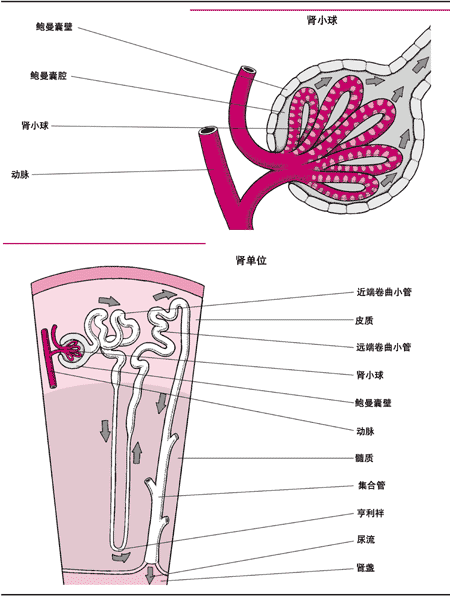 肾小球
鲍曼囊壁
鲍曼囊腔
肾小球
动脉
肾单位
近端卷曲小管
皮质
远端卷曲小管
肾小球
鲍曼囊壁
动脉
髓质
集合管
亨利袢
尿流
肾盏